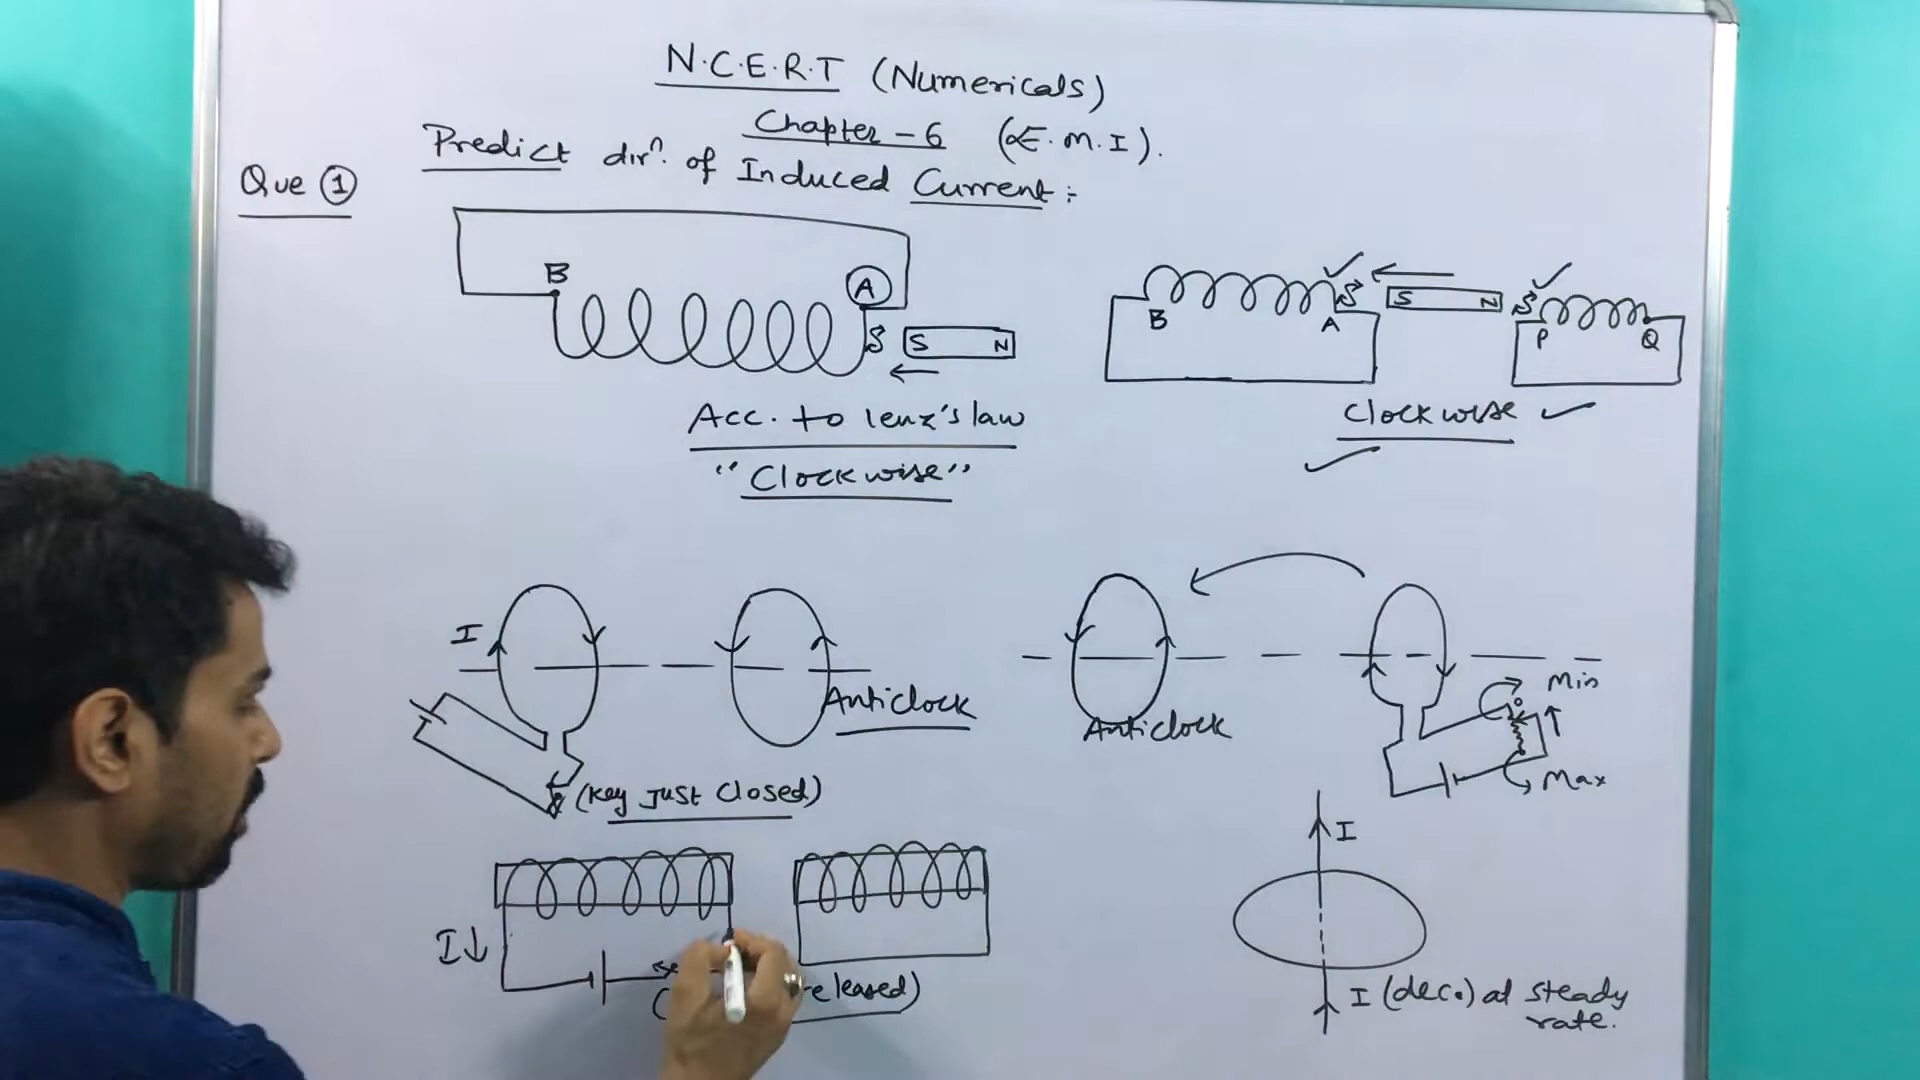 N.C.E.R.T (Numericals)
Chapter - 6 (E.M.I).
Que ① Predict dirⁿ. of Induced Current :
B A
S S N
B A S S N S P Q
Acc. to lenz's law
"Clockwise"
Clockwise
I
Anticlock
(Key Just Closed)
Anticlock
Min
Max
I↓
eleased)
I
I (dec.) at steady
rate.